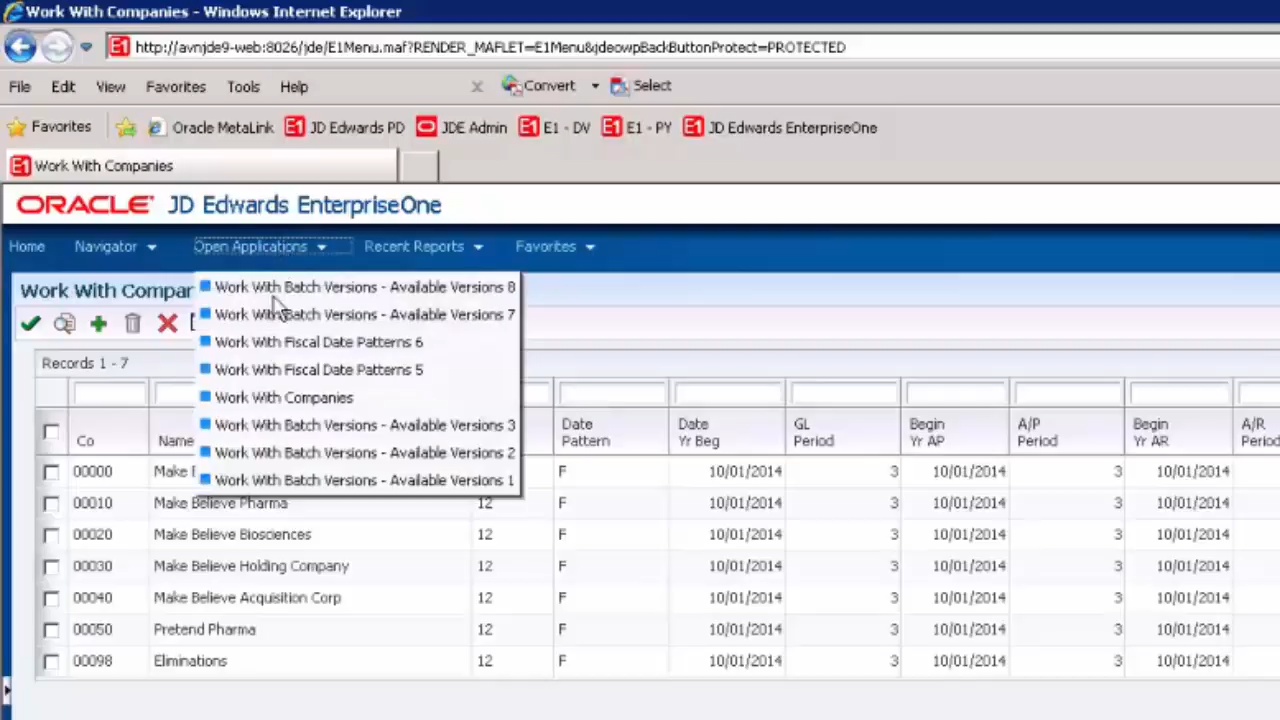 Work With Companies - Windows Internet Explorer
E1 http://avnjde9-web:8026/jde/E1Menu.maf?RENDER_MAFLET=E1Menu&jdeowpBackButtonProtect=PROTECTED
File Edit View Favorites Tools Help x Convert Select
Favorites Oracle MetaLink E1 JD Edwards PD JDE Admin E1 E1 - DV E1 E1 - PY E1 JD Edwards EnterpriseOne
E1 Work With Companies
ORACLE JD Edwards EnterpriseOne
Home Navigator Open Applications Recent Reports Favorites
Work With Compan
Work With Batch Versions - Available Versions 8
Work With Batch Versions - Available Versions 7
Work With Fiscal Date Patterns 6
Work With Fiscal Date Patterns 5
Work With Companies
Work With Batch Versions - Available Versions 3
Work With Batch Versions - Available Versions 2
Work With Batch Versions - Available Versions 1
Records 1 - 7
Co Name Date Pattern Date Yr Beg GL Period Begin Yr AP A/P Period Begin Yr AR A/R Period
00000 Make F 10/01/2014 3 10/01/2014 3 10/01/2014
00010 Make Believe Pharma 12 F 10/01/2014 3 10/01/2014 3 10/01/2014
00020 Make Believe Biosciences 12 F 10/01/2014 3 10/01/2014 3 10/01/2014
00030 Make Believe Holding Company 12 F 10/01/2014 3 10/01/2014 3 10/01/2014
00040 Make Believe Acquisition Corp 12 F 10/01/2014 3 10/01/2014 3 10/01/2014
00050 Pretend Pharma 12 F 10/01/2014 3 10/01/2014 3 10/01/2014
00098 Eliminations 12 F 10/01/2014 3 10/01/2014 3 10/01/2014